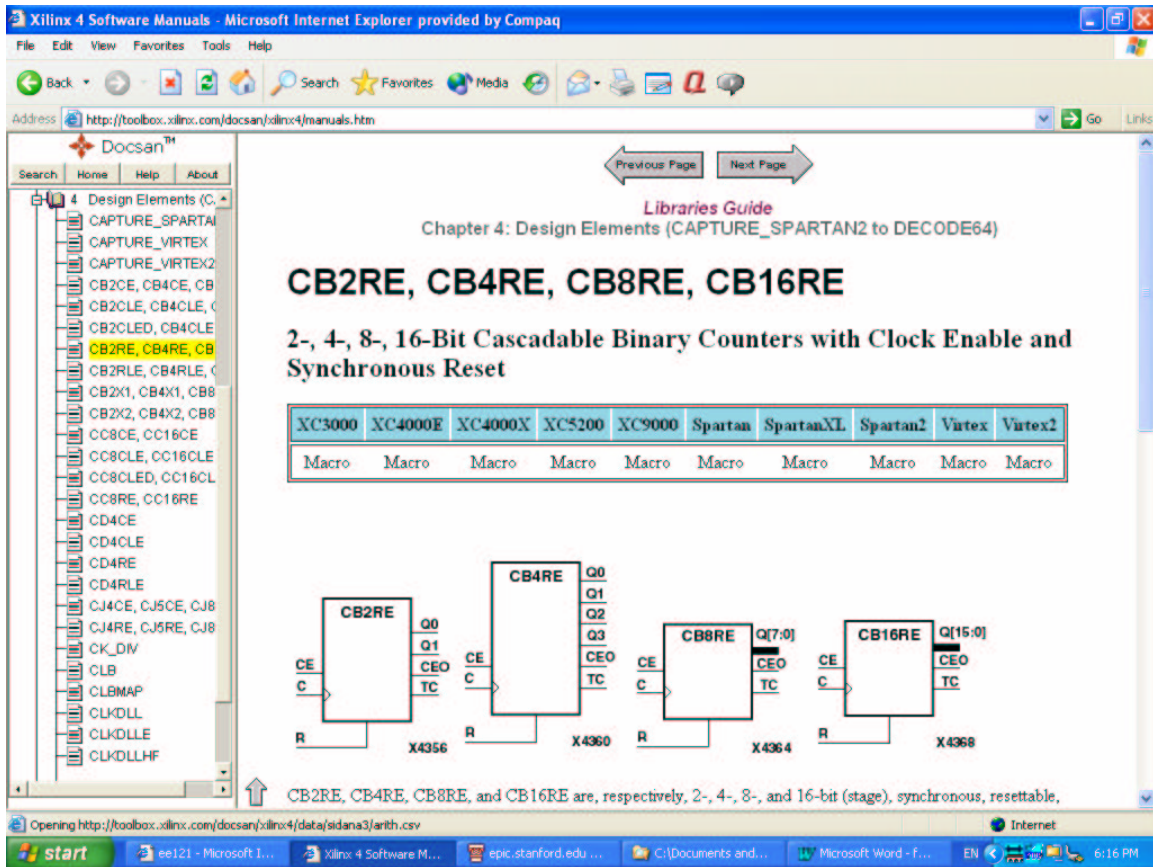 Xilinx 4 Software Manuals - Microsoft Internet Explorer provided by Compaq
File Edit View Favorites Tools Help
Back Search Favorites Media
Address http://toolbox.xilinx.com/docsan/xilinx4/manuals.htm Go Links
Docsan™
Search Home Help About
4 Design Elements (C.
CAPTURE_SPARTA
CAPTURE_VIRTEX
CAPTURE_VIRTEX2
CB2CE, CB4CE, CB
CB2CLE, CB4CLE, C
CB2CLED, CB4CLE
CB2RE, CB4RE, CB
CB2RLE, CB4RLE, C
CB2X1, CB4X1, CB8
CB2X2, CB4X2, CB8
CC8CE, CC16CE
CC8CLE, CC16CLE
CC8CLED, CC16CL
CC8RE, CC16RE
CD4CE
CD4CLE
CD4RE
CD4RLE
CJ4CE, CJ5CE, CJ8
CJ4RE, CJ5RE, CJ8
CK_DIV
CLB
CLBMAP
CLKDLL
CLKDLLE
CLKDLLHF
Previous Page Next Page
Libraries Guide
Chapter 4: Design Elements (CAPTURE_SPARTAN2 to DECODE64)
CB2RE, CB4RE, CB8RE, CB16RE
2-, 4-, 8-, 16-Bit Cascadable Binary Counters with Clock Enable and
Synchronous Reset
XC3000 XC4000E XC4000X XC5200 XC9000 Spartan SpartanXL Spartan2 Virtex Virtex2
Macro Macro Macro Macro Macro Macro Macro Macro Macro Macro
CB2RE
Q0
Q1
CE CEO
C TC
R
X4356
CB4RE Q0
Q1
Q2
Q3
CE CEO
C TC
R
X4360
CB8RE Q[7:0]
CE CEO
C TC
R
X4364
CB16RE Q[15:0]
CE CEO
C TC
R
X4368
CB2RE, CB4RE, CB8RE, and CB16RE are, respectively, 2-, 4-, 8-, and 16-bit (stage), synchronous, resettable,
Opening http://toolbox.xilinx.com/docsan/xilinx4/data/sidana3/arith.csv Internet
start ee121 - Microsoft I... Xilinx 4 Software M... epic.stanford.edu ... C:\Documents and... Microsoft Word - f... EN 6:16 PM